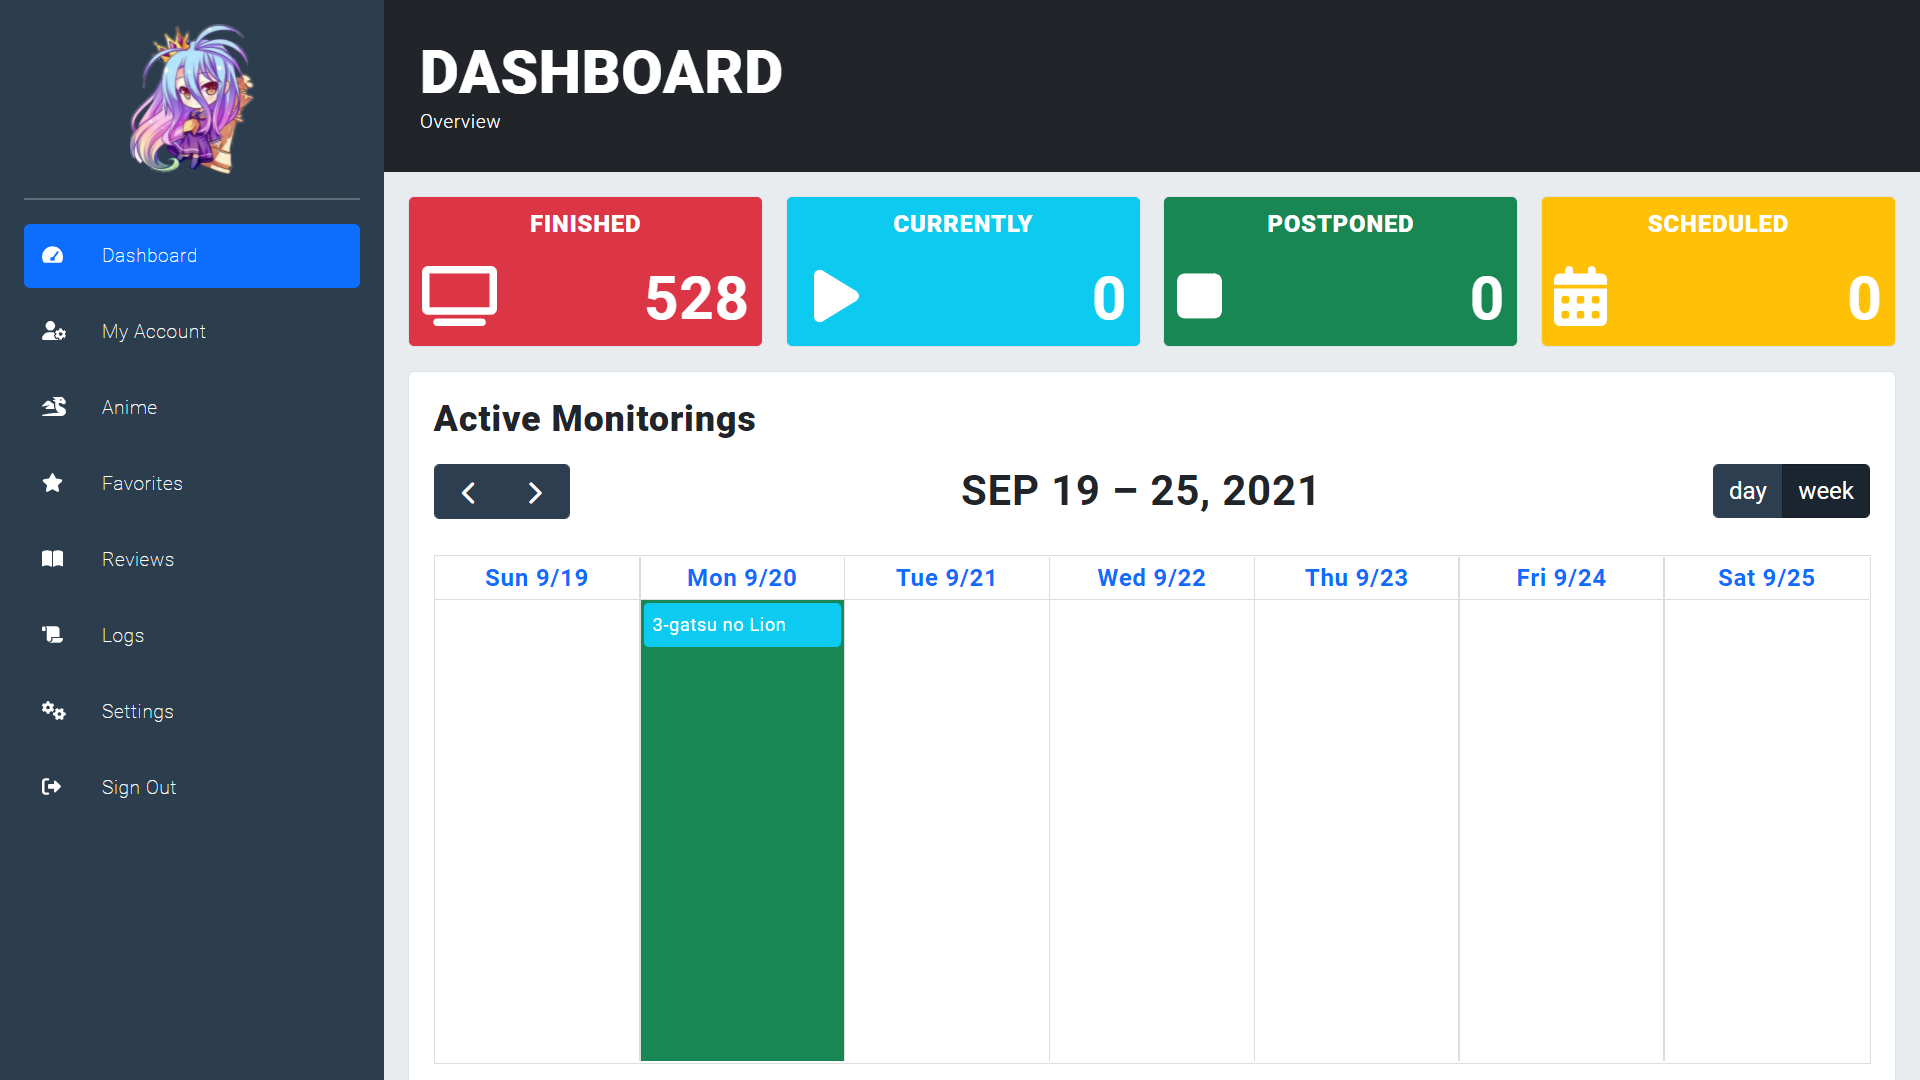 DASHBOARD
Overview
Dashboard
My Account
Anime
Favorites
Reviews
Logs
Settings
Sign Out
FINISHED
528
CURRENTLY
0
POSTPONED
0
SCHEDULED
0
Active Monitorings
SEP 19 – 25, 2021
day week
Sun 9/19 Mon 9/20 Tue 9/21 Wed 9/22 Thu 9/23 Fri 9/24 Sat 9/25
3-gatsu no Lion